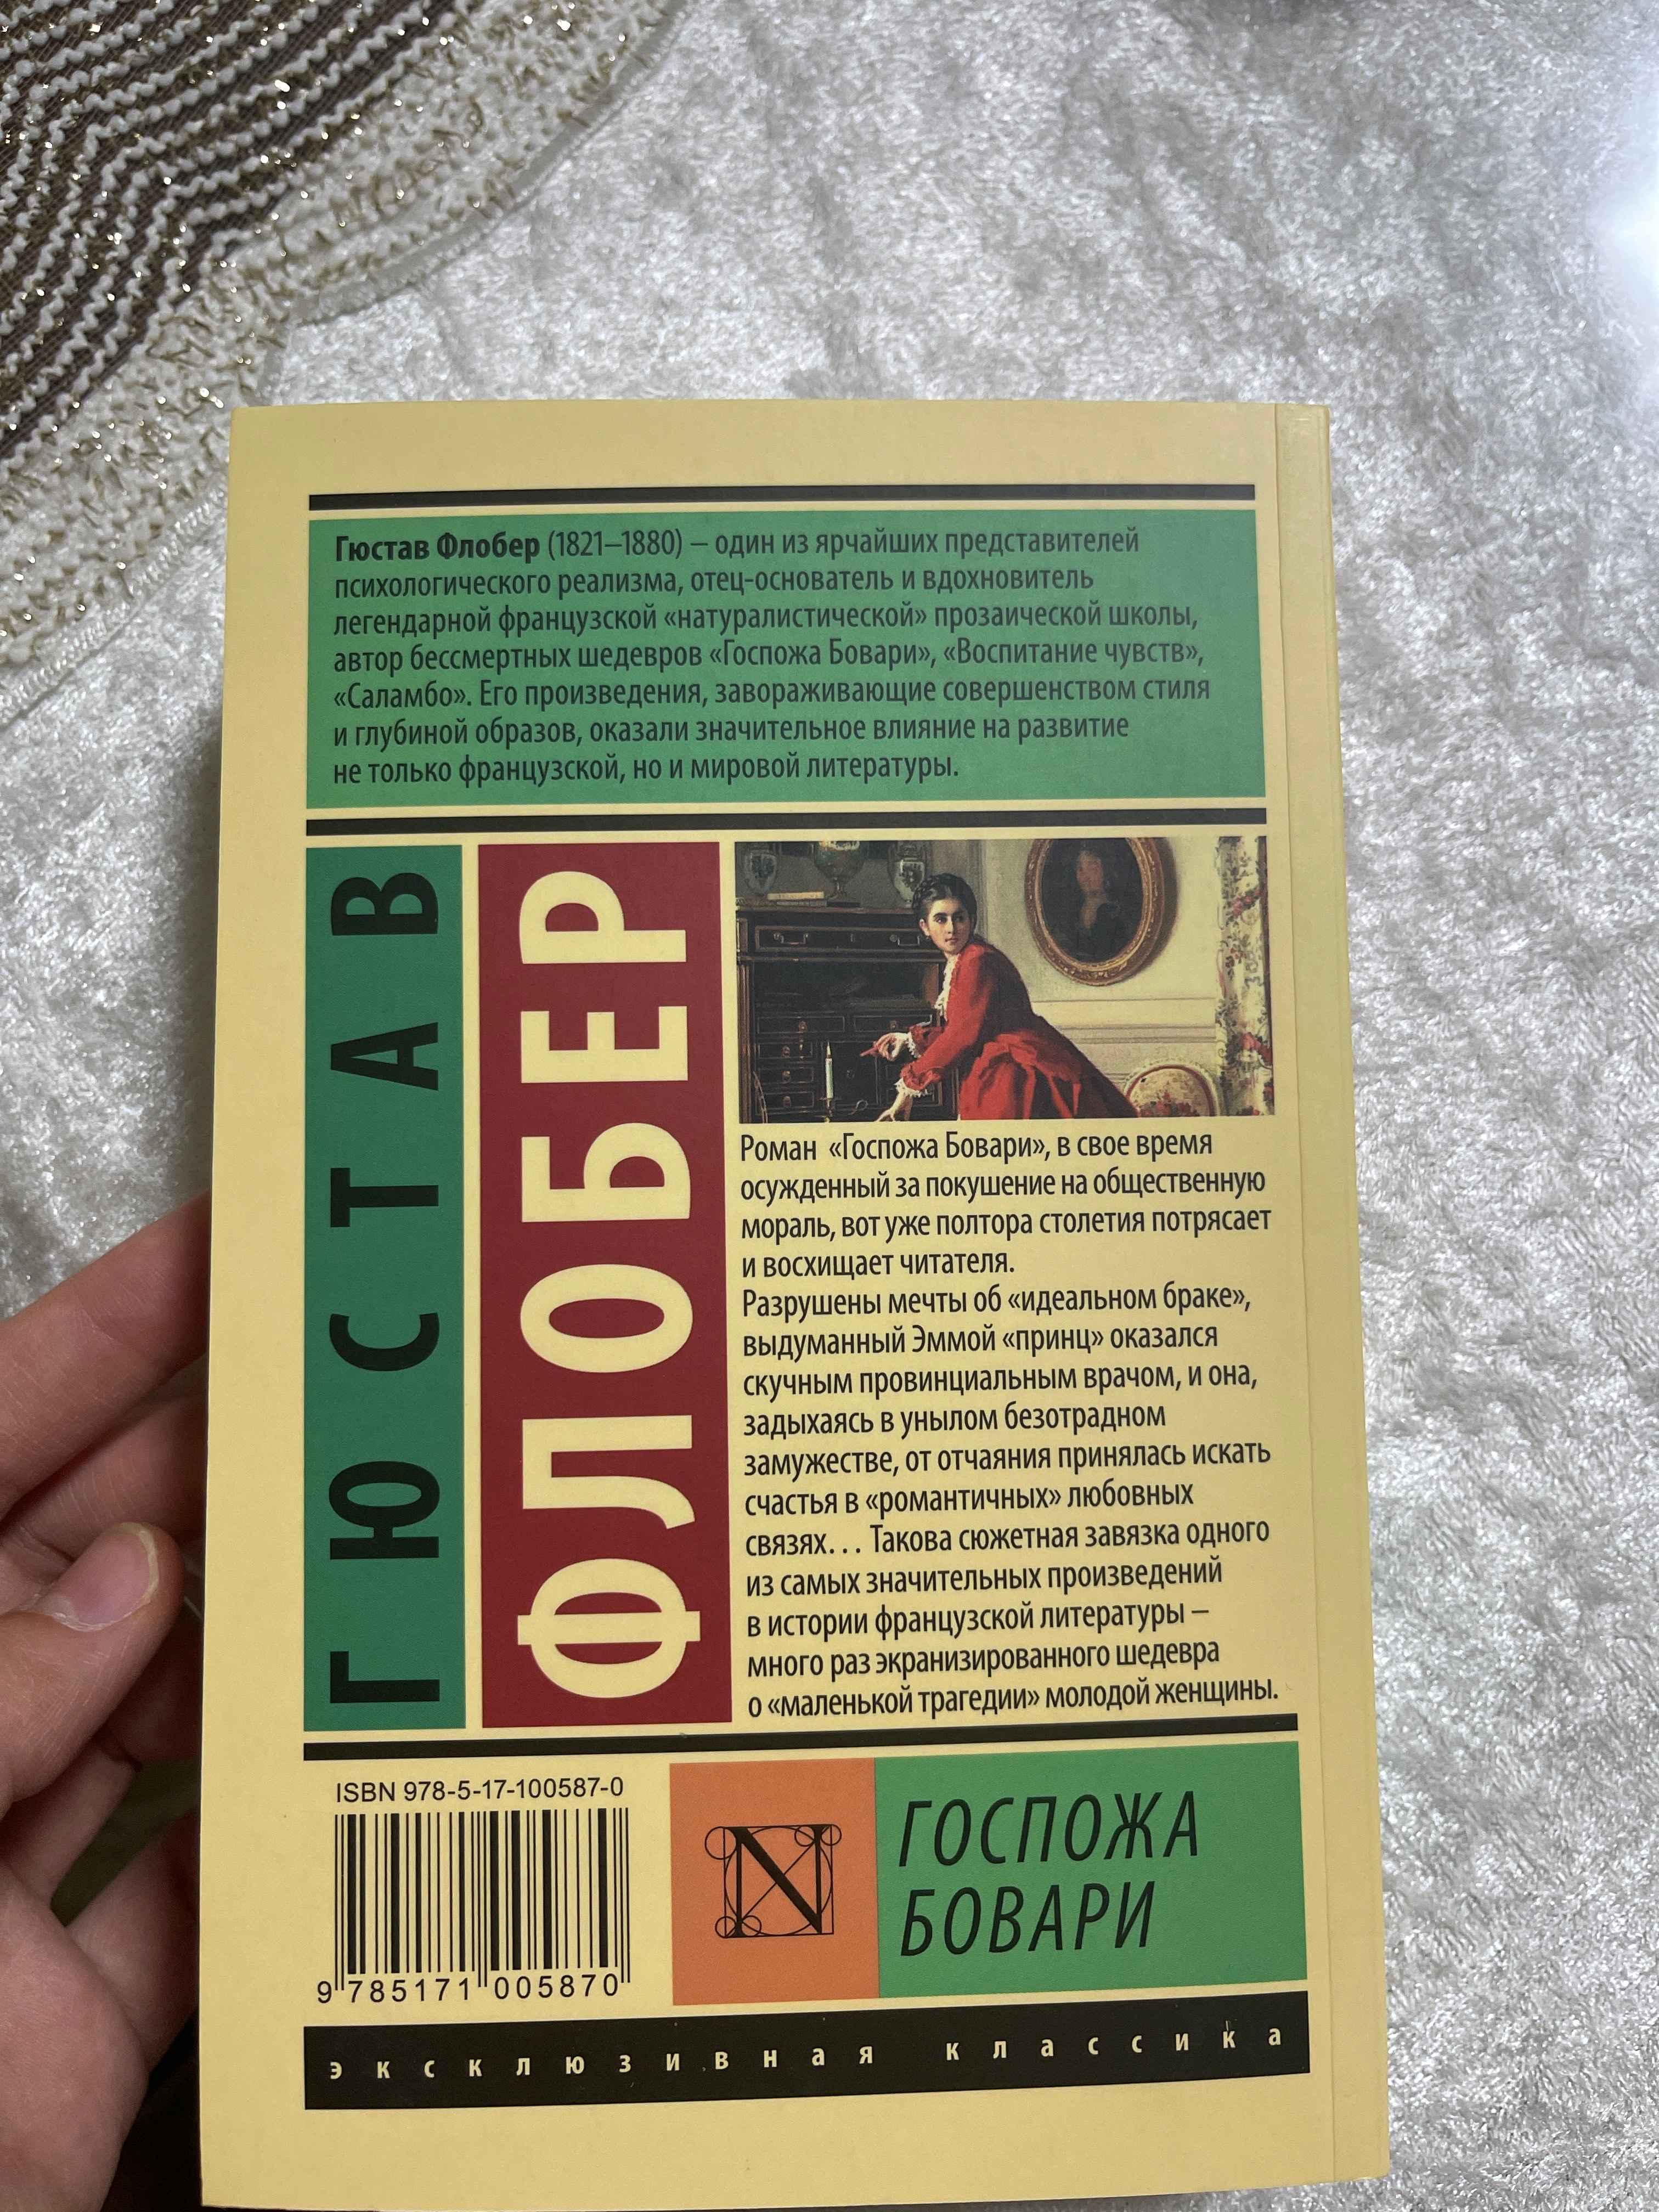 Гюстав Флобер (1821–1880) – один из ярчайших представителей
психологического реализма, отец-основатель и вдохновитель
легендарной французской «натуралистической» прозаической школы,
автор бессмертных шедевров «Госпожа Бовари», «Воспитание чувств»,
«Саламбо». Его произведения, завораживающие совершенством стиля
и глубиной образов, оказали значительное влияние на развитие
не только французской, но и мировой литературы.
ГЮСТАВ
ФЛОБЕР
Роман «Госпожа Бовари», в свое время
осужденный за покушение на общественную
мораль, вот уже полтора столетия потрясает
и восхищает читателя.
Разрушены мечты об «идеальном браке»,
выдуманный Эммой «принц» оказался
скучным провинциальным врачом, и она,
задыхаясь в унылом безотрадном
замужестве, от отчаяния принялась искать
счастья в «романтичных» любовных
связях... Такова сюжетная завязка одного
из самых значительных произведений
в истории французской литературы –
много раз экранизированного шедевра
о «маленькой трагедии» молодой женщины.
ISBN 978-5-17-100587-0
9 785171 005870
N
ГОСПОЖА
БОВАРИ
эксклюзивная классика